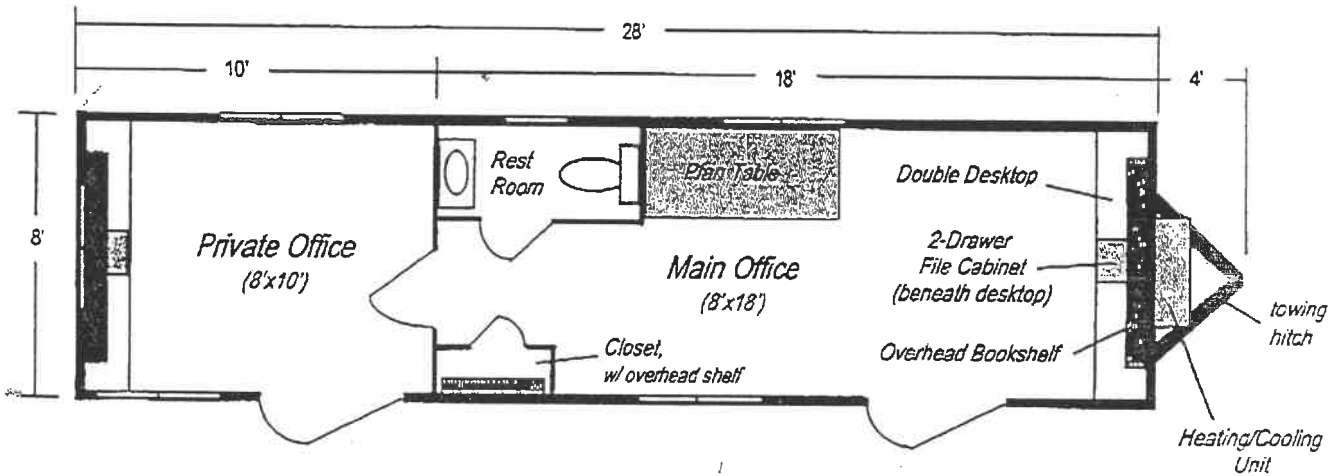 28'
10'
18'
4'
8'
Rest
Room
Plan Table
Double Desktop
Private Office
(8'x10')
Main Office
(8'x18')
2-Drawer
File Cabinet
(beneath desktop)
towing
hitch
Closet,
w/ overhead shelf
Overhead Bookshelf
Heating/Cooling
Unit